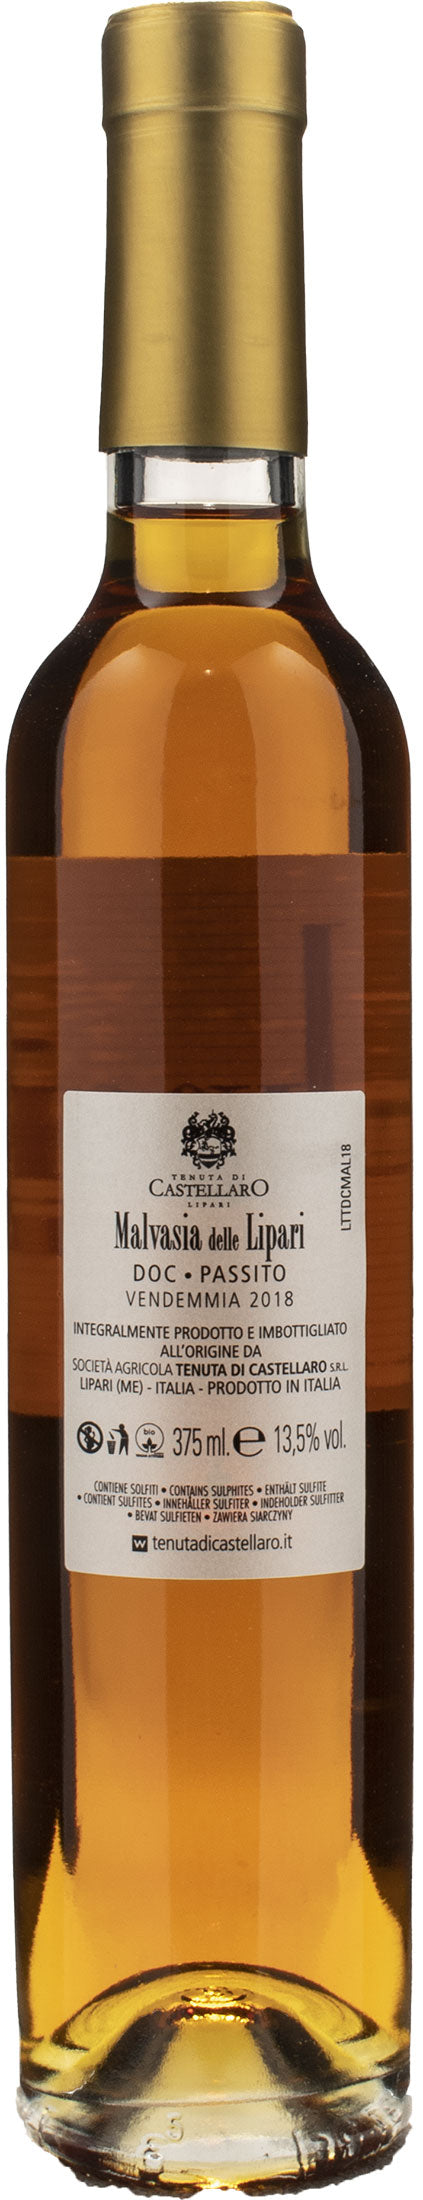 TENUTA DI
CASTELLARO
LIPARI
Malvasia delle Lipari
DOC • PASSITO
VENDEMMIA 2018
INTEGRALMENTE PRODOTTO E IMBOTTIGLIATO
ALL'ORIGINE DA
SOCIETÀ AGRICOLA TENUTA DI CASTELLARO S.R.L.
LIPARI (ME) - ITALIA - PRODOTTO IN ITALIA
bio 375 ml. e 13,5% vol.
CONTIENE SOLFITI • CONTAINS SULPHITES • ENTHÄLT SULFITE
• CONTIENT SULFITES • INNEHÅLLER SULFITER • INDEHOLDER SULFITTER
• BEVAT SULFIETEN • ZAWIERA SIARCZYNY
w tenutadicastellaro.it
LTTDCMAL18